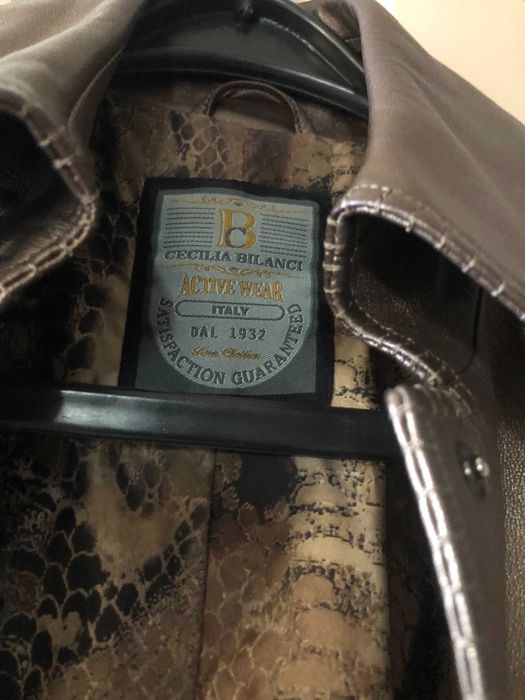 BC
CECILIA BILANCI
ACTIVE WEAR
ITALY
DAL 1932
SATISFACTION GUARANTEED